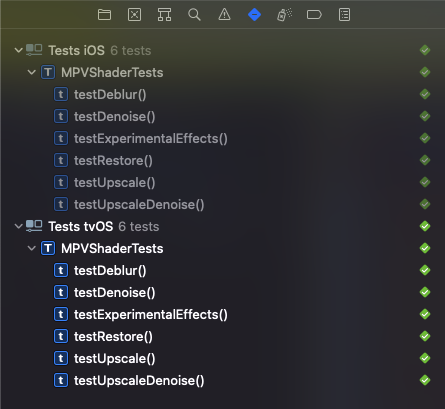 Tests iOS 6 tests
T MPVShaderTests
t testDeblur()
t testDenoise()
t testExperimentalEffects()
t testRestore()
t testUpscale()
t testUpscaleDenoise()
Tests tvOS 6 tests
T MPVShaderTests
t testDeblur()
t testDenoise()
t testExperimentalEffects()
t testRestore()
t testUpscale()
t testUpscaleDenoise()